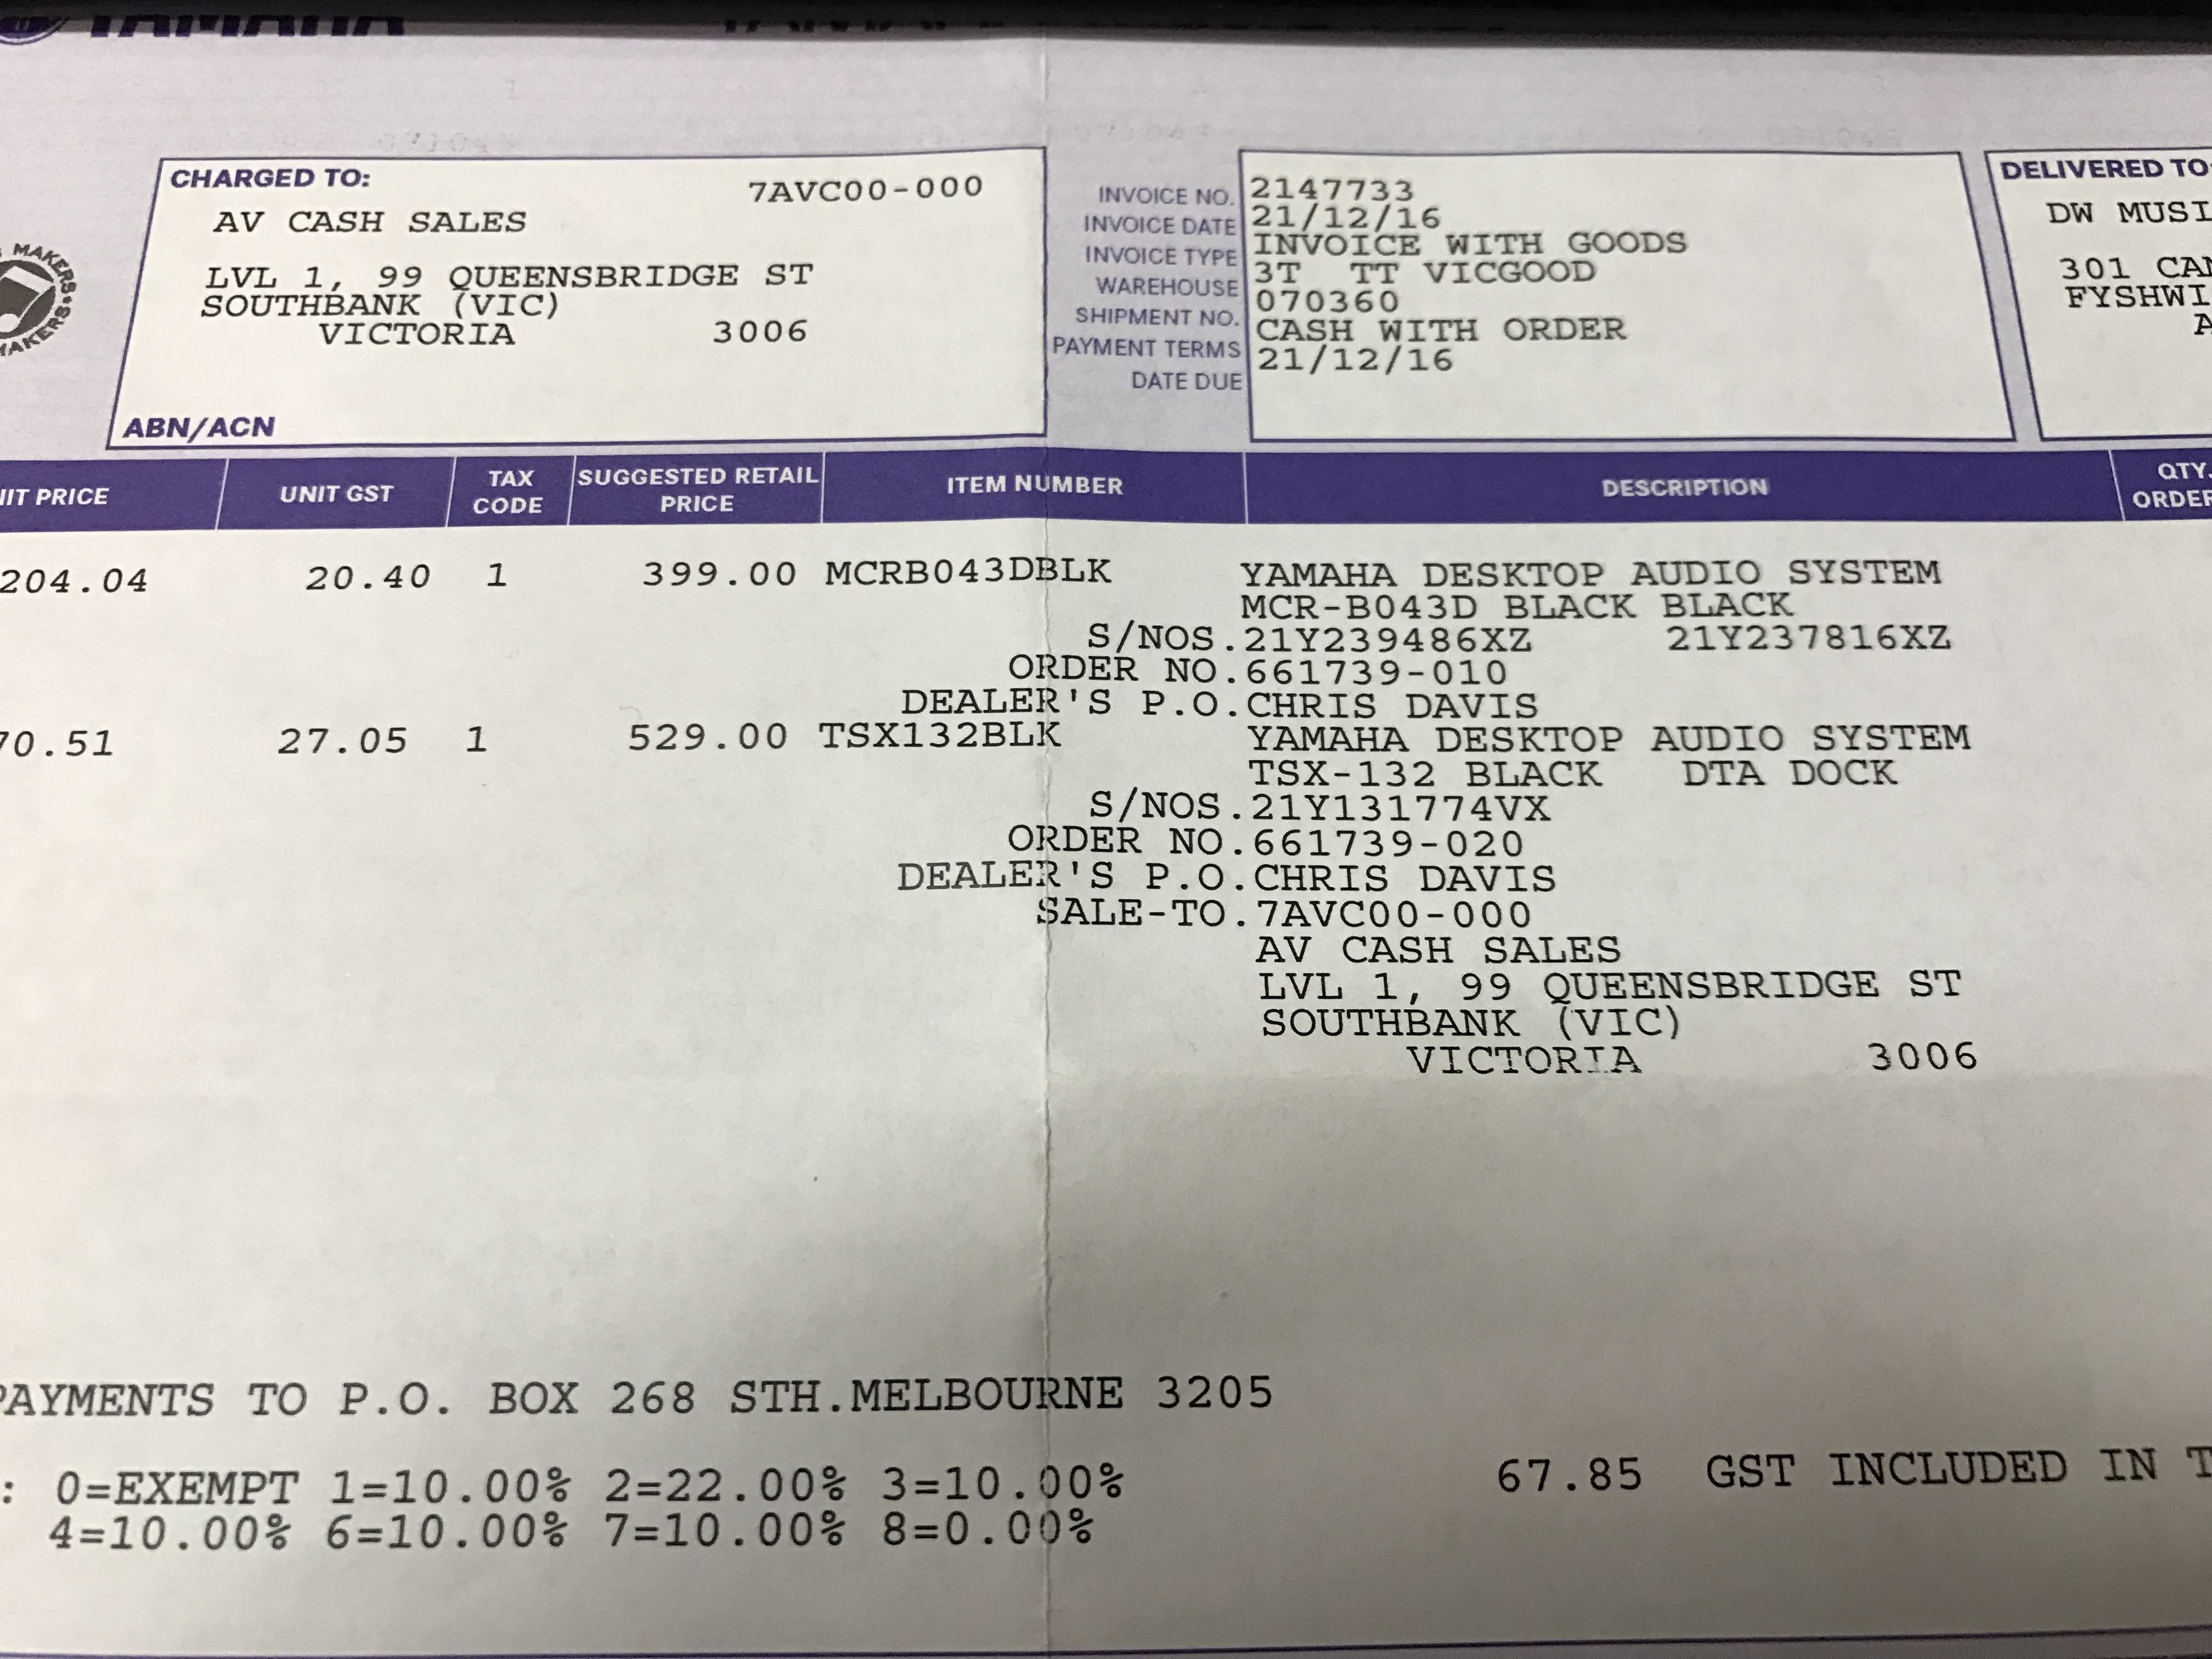 MAKERS
MAKERS
CHARGED TO:
7AVC00-000
AV CASH SALES
LVL 1, 99 QUEENSBRIDGE ST
SOUTHBANK (VIC)
VICTORIA 3006
ABN/ACN
INVOICE NO. 2147733
INVOICE DATE 21/12/16
INVOICE TYPE INVOICE WITH GOODS
WAREHOUSE 3T TT VICGOOD
SHIPMENT NO. 070360
PAYMENT TERMS CASH WITH ORDER
DATE DUE 21/12/16
DELIVERED TO
DW MUSI
301 CAN
FYSHWI
A
NIT PRICE UNIT GST TAX CODE SUGGESTED RETAIL PRICE ITEM NUMBER DESCRIPTION QTY. ORDER
204.04 20.40 1 399.00 MCRB043DBLK YAMAHA DESKTOP AUDIO SYSTEM
MCR-B043D BLACK BLACK
S/NOS. 21Y239486XZ 21Y237816XZ
ORDER NO. 661739-010
DEALER'S P.O. CHRIS DAVIS
70.51 27.05 1 529.00 TSX132BLK YAMAHA DESKTOP AUDIO SYSTEM
TSX-132 BLACK DTA DOCK
S/NOS. 21Y131774VX
ORDER NO. 661739-020
DEALER'S P.O. CHRIS DAVIS
SALE-TO. 7AVC00-000
AV CASH SALES
LVL 1, 99 QUEENSBRIDGE ST
SOUTHBANK (VIC)
VICTORIA 3006
PAYMENTS TO P.O. BOX 268 STH.MELBOURNE 3205
: 0=EXEMPT 1=10.00% 2=22.00% 3=10.00% 67.85 GST INCLUDED IN T
4=10.00% 6=10.00% 7=10.00% 8=0.00%